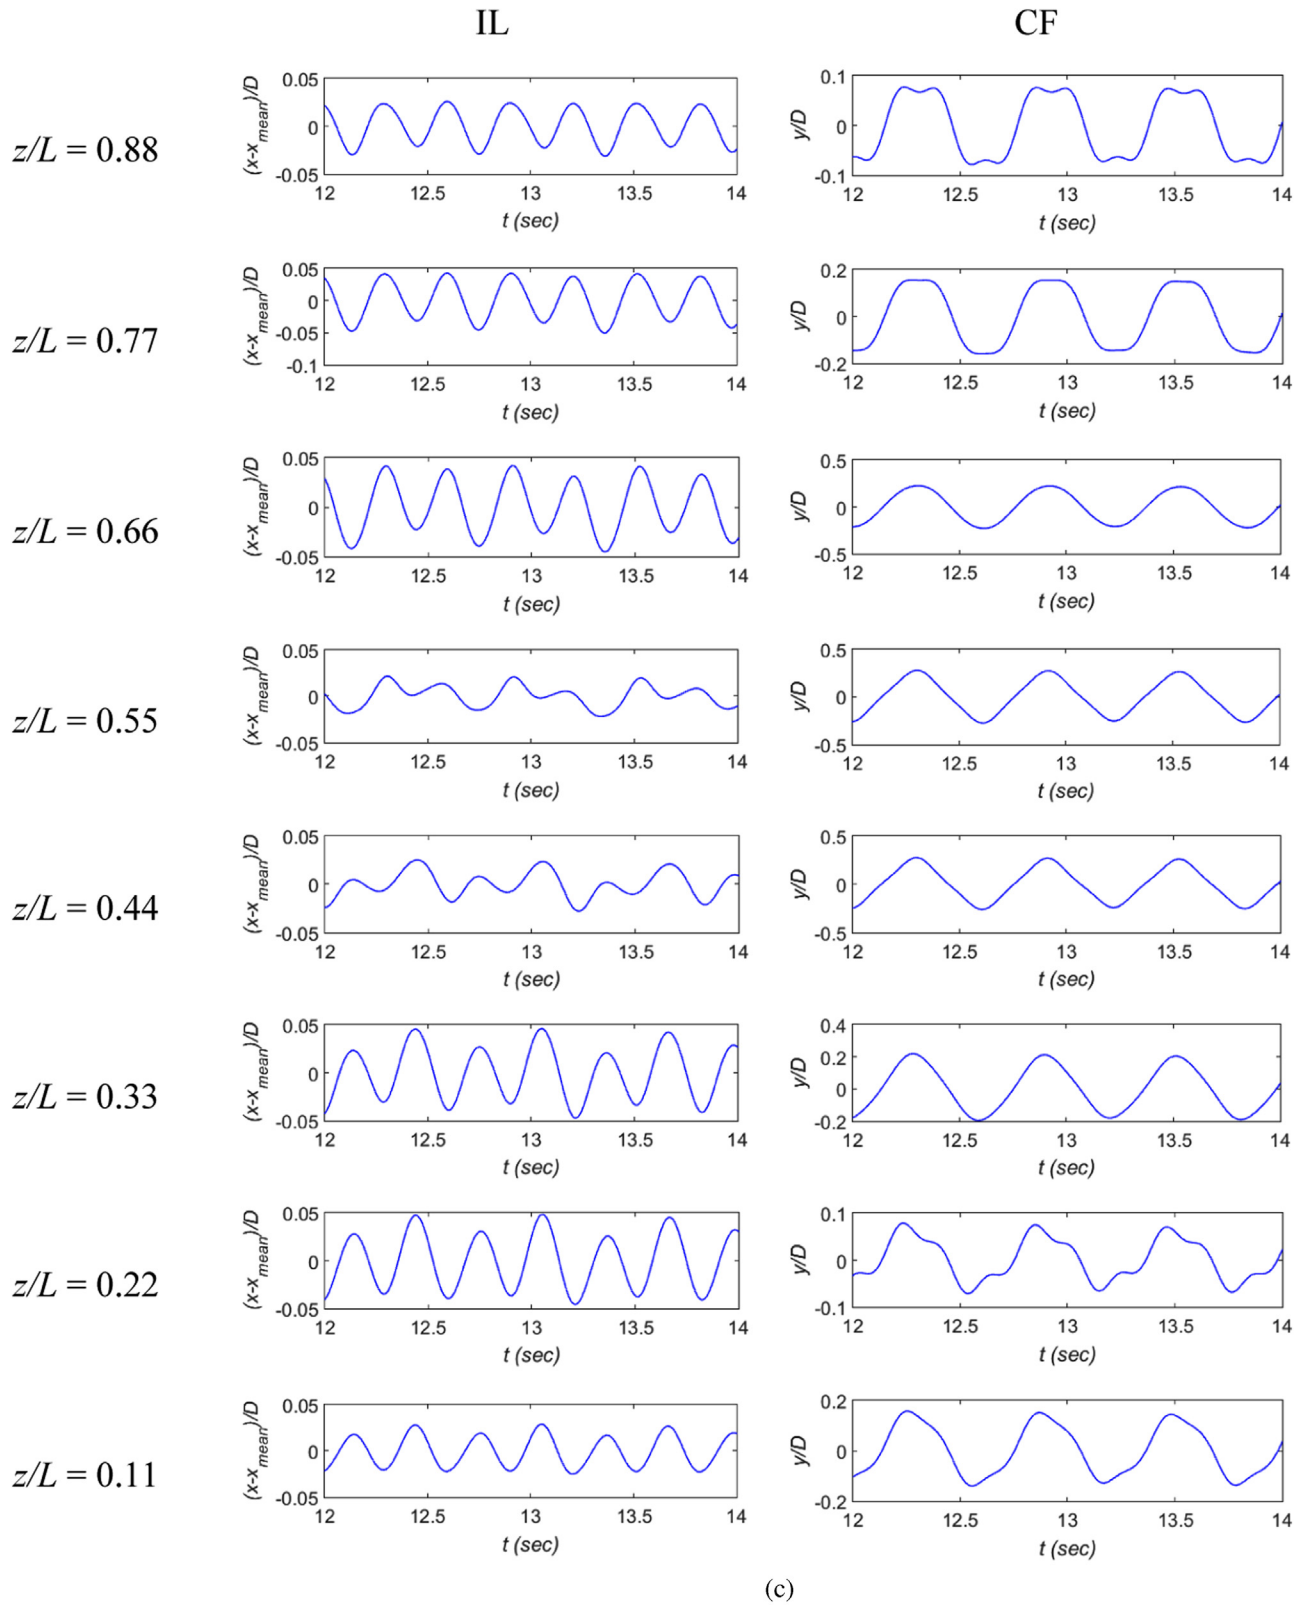 IL CF
z/L = 0.88
(x-x_mean)/D
0.05
0
-0.05
12 12.5 13 13.5 14
t (sec)
y/D
0.1
0
-0.1
12 12.5 13 13.5 14
t (sec)
z/L = 0.77
(x-x_mean)/D
0.05
0
-0.05
-0.1
12 12.5 13 13.5 14
t (sec)
y/D
0.2
0
-0.2
12 12.5 13 13.5 14
t (sec)
z/L = 0.66
(x-x_mean)/D
0.05
0
-0.05
12 12.5 13 13.5 14
t (sec)
y/D
0.5
0
-0.5
12 12.5 13 13.5 14
t (sec)
z/L = 0.55
(x-x_mean)/D
0.05
0
-0.05
12 12.5 13 13.5 14
t (sec)
y/D
0.5
0
-0.5
12 12.5 13 13.5 14
t (sec)
z/L = 0.44
(x-x_mean)/D
0.05
0
-0.05
12 12.5 13 13.5 14
t (sec)
y/D
0.5
0
-0.5
12 12.5 13 13.5 14
t (sec)
z/L = 0.33
(x-x_mean)/D
0.05
0
-0.05
12 12.5 13 13.5 14
t (sec)
y/D
0.4
0.2
0
-0.2
12 12.5 13 13.5 14
t (sec)
z/L = 0.22
(x-x_mean)/D
0.05
0
-0.05
12 12.5 13 13.5 14
t (sec)
y/D
0.1
0
-0.1
12 12.5 13 13.5 14
t (sec)
z/L = 0.11
(x-x_mean)/D
0.05
0
-0.05
12 12.5 13 13.5 14
t (sec)
y/D
0.2
0
-0.2
12 12.5 13 13.5 14
t (sec)
(c)